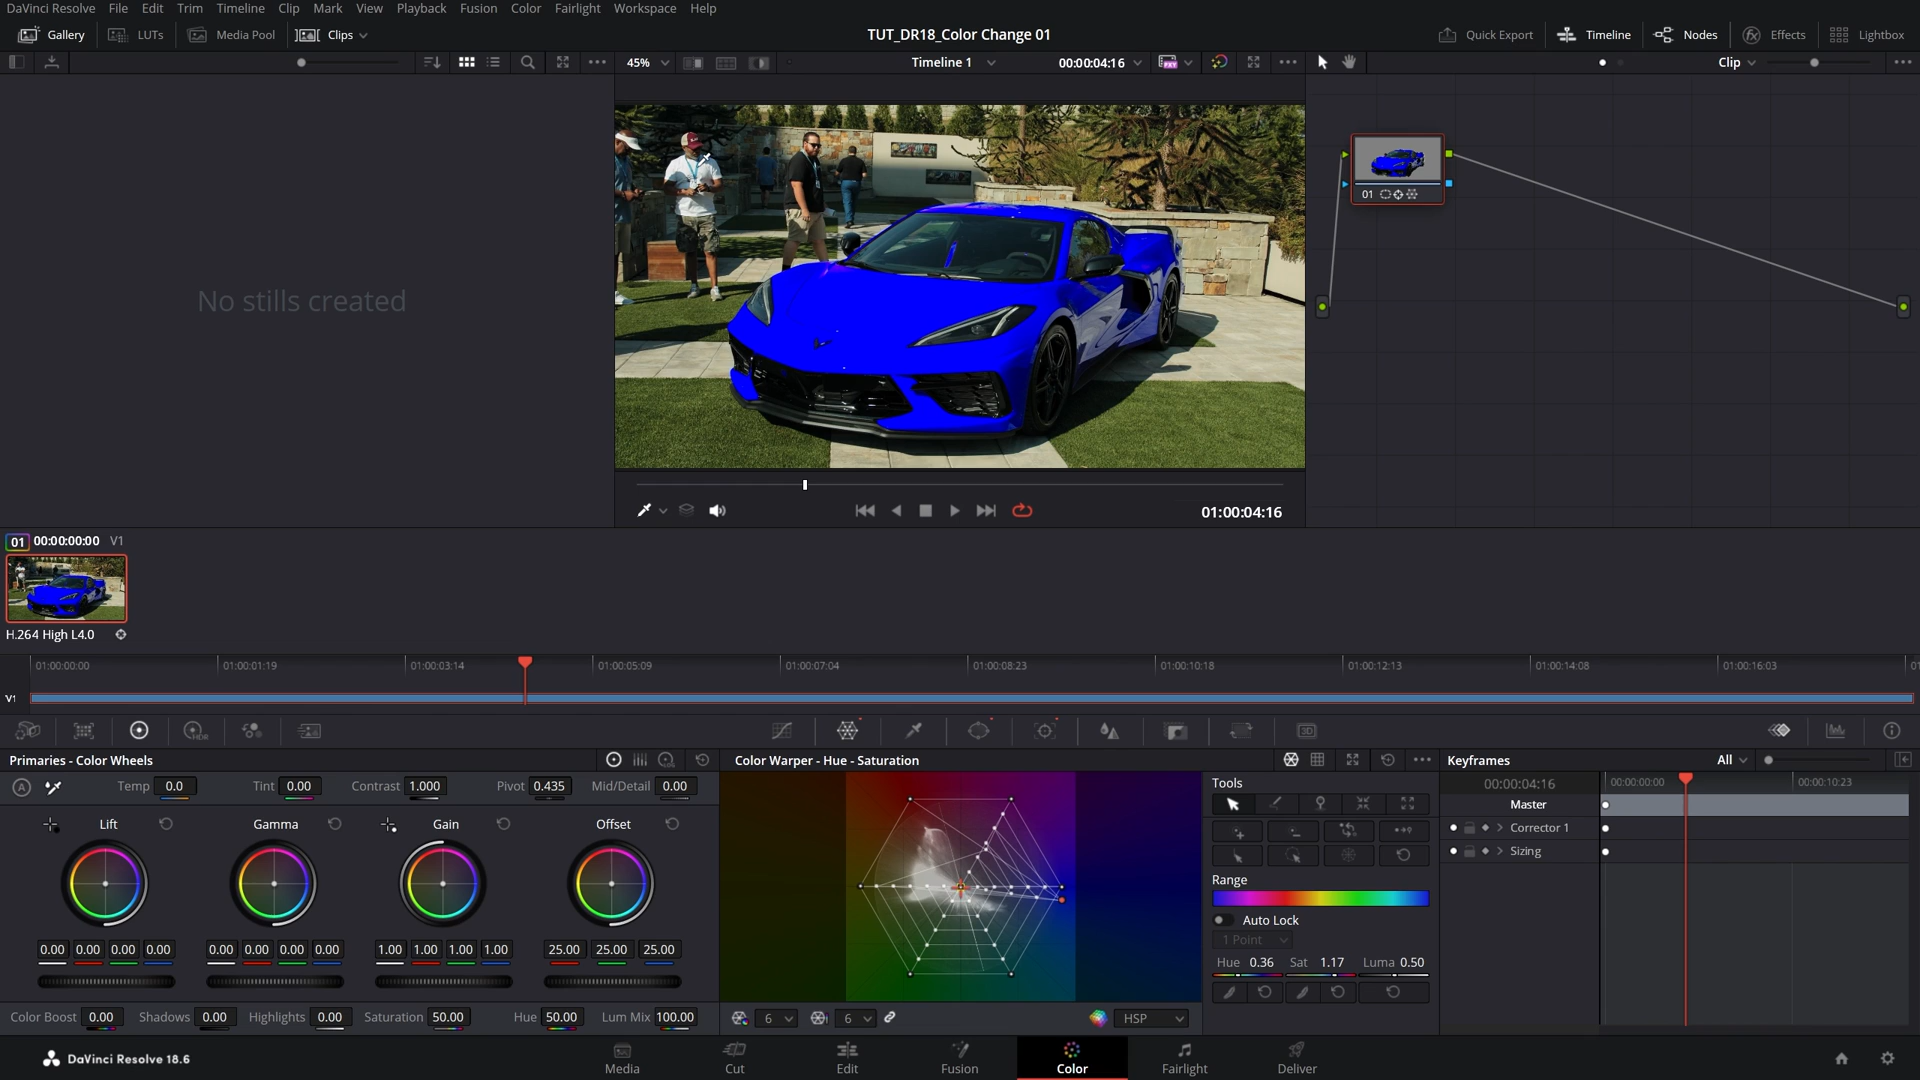 DaVinci Resolve File Edit Trim Timeline Clip Mark View Playback Fusion Color Fairlight Workspace Help
Gallery LUTs Media Pool Clips TUT_DR18_Color Change 01 Quick Export Timeline Nodes Effects Lightbox
45% Timeline 1 00:00:04:16 Clip
No stills created
01
01:00:04:16
01 00:00:00:00 V1
H.264 High L4.0
01:00:00:00 01:00:01:19 01:00:03:14 01:00:05:09 01:00:07:04 01:00:08:23 01:00:10:18 01:00:12:13 01:00:14:08 01:00:16:03
V1
HDR
3D
Primaries - Color Wheels
Temp 0.0 Tint 0.00 Contrast 1.000 Pivot 0.435 Mid/Detail 0.00
Lift Gamma Gain Offset
0.00 0.00 0.00 0.00 0.00 0.00 0.00 0.00 1.00 1.00 1.00 1.00 25.00 25.00 25.00
Color Boost 0.00 Shadows 0.00 Highlights 0.00 Saturation 50.00 Hue 50.00 Lum Mix 100.00
Color Warper - Hue - Saturation
Tools
Range
Auto Lock
1 Point
Hue 0.36 Sat 1.17 Luma 0.50
6 6 HSP
Keyframes All
00:00:04:16 00:00:00:00 00:00:10:23
Master
Corrector 1
Sizing
DaVinci Resolve 18.6
Media Cut Edit Fusion Color Fairlight Deliver